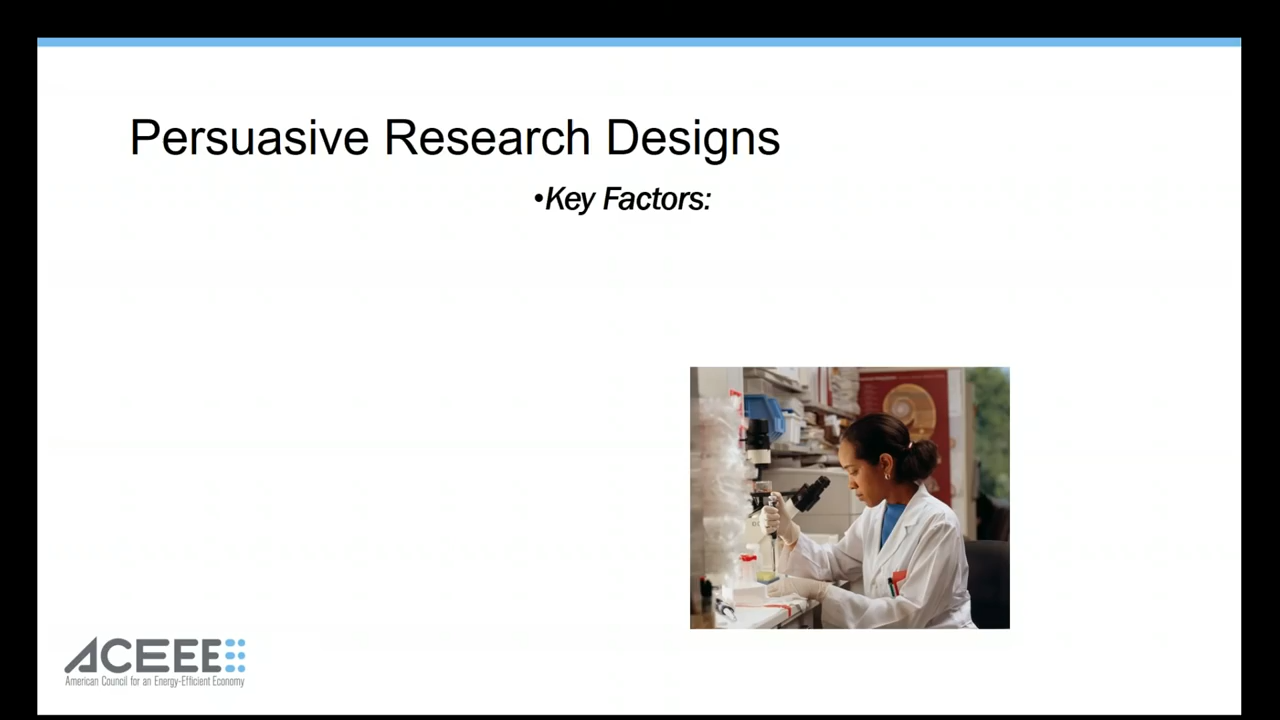 Persuasive Research Designs
•Key Factors:
ACEEE
American Council for an Energy-Efficient Economy